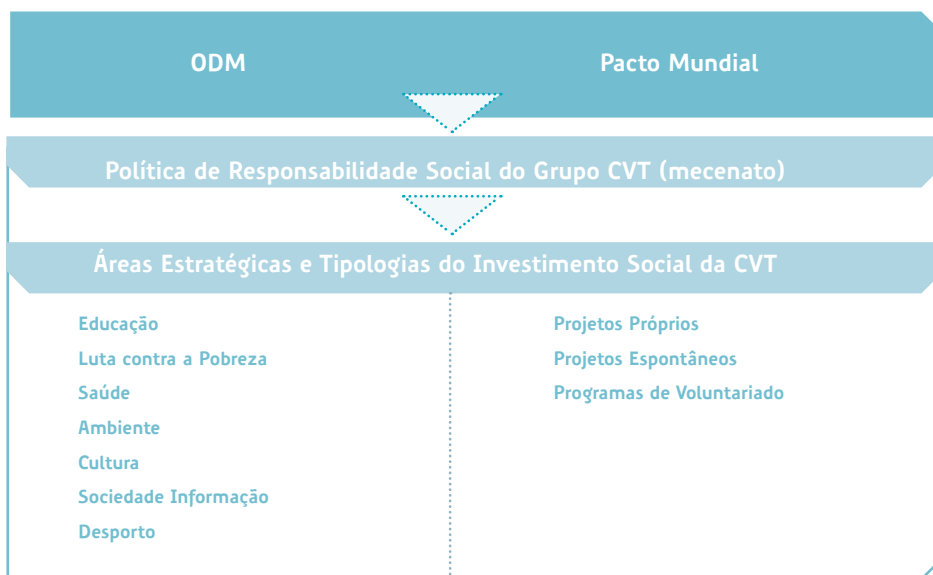 ODM
Pacto Mundial
Política de Responsabilidade Social do Grupo CVT (mecenato)
Áreas Estratégicas e Tipologias do Investimento Social da CVT
Educação
Luta contra a Pobreza
Saúde
Ambiente
Cultura
Sociedade Informação
Desporto
Projetos Próprios
Projetos Espontâneos
Programas de Voluntariado